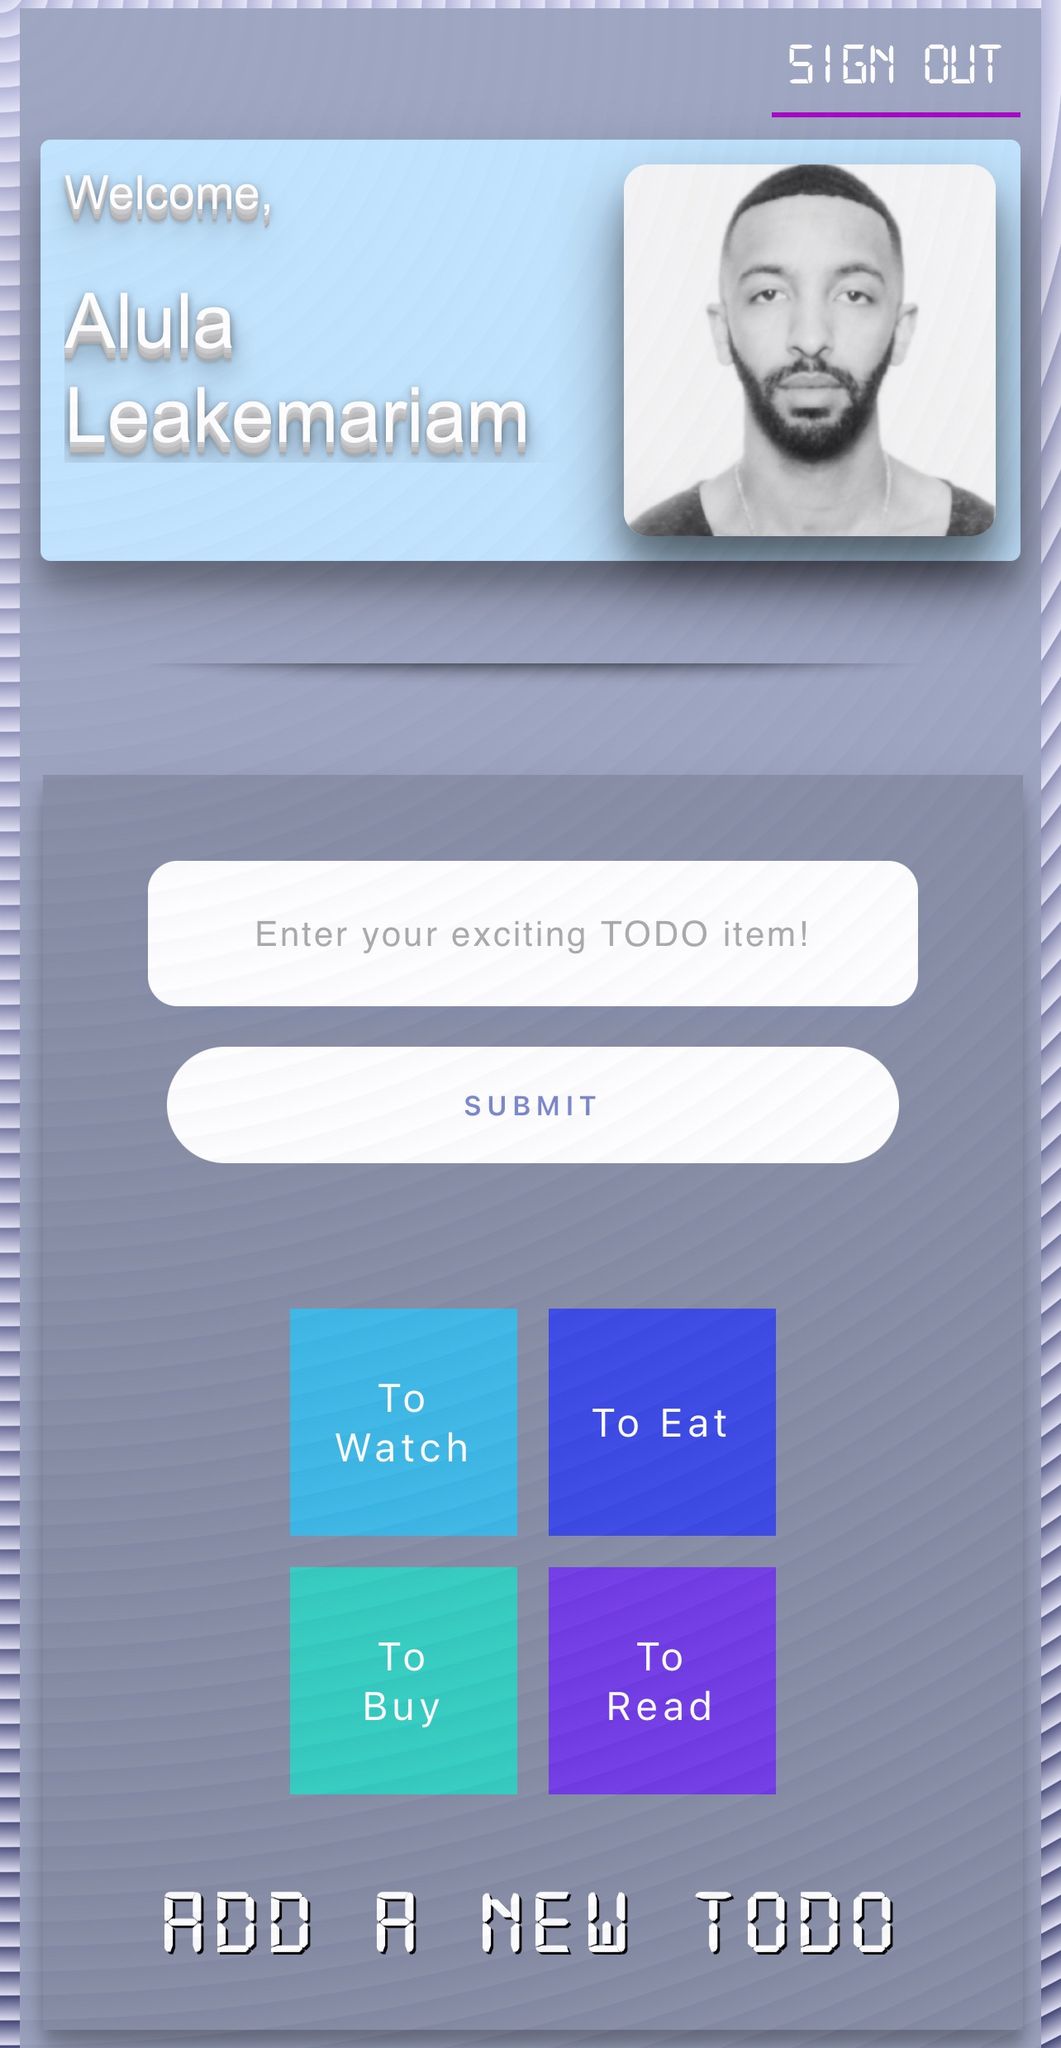 SIGN OUT
Welcome,
Alula
Leakemariam
Enter your exciting TODO item!
SUBMIT
To
Watch
To Eat
To
Buy
To
Read
ADD A NEW TODO